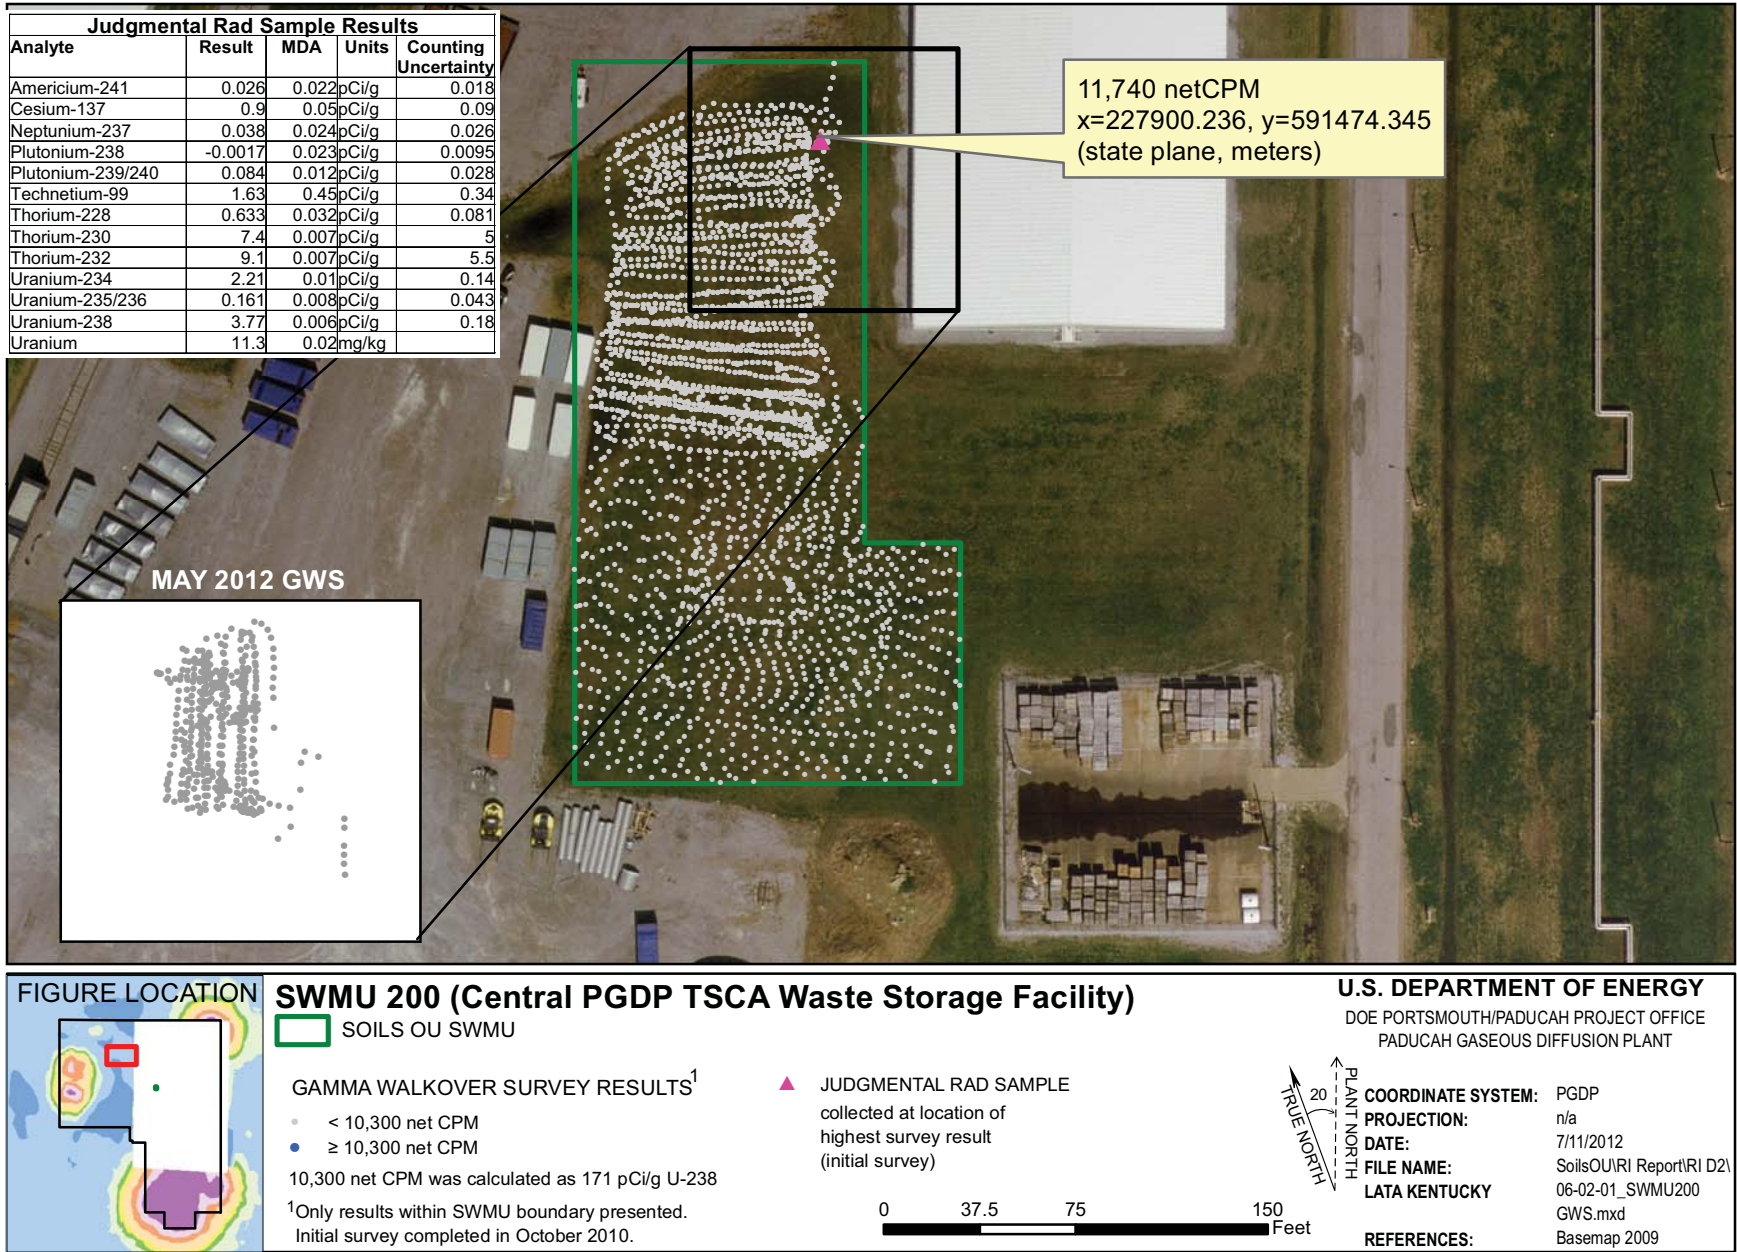 Judgmental Rad Sample Results
Analyte Result MDA Units Counting Uncertainty
Americium-241 0.026 0.022 pCi/g 0.018
Cesium-137 0.9 0.05 pCi/g 0.09
Neptunium-237 0.038 0.024 pCi/g 0.026
Plutonium-238 -0.0017 0.023 pCi/g 0.0095
Plutonium-239/240 0.084 0.012 pCi/g 0.028
Technetium-99 1.63 0.45 pCi/g 0.34
Thorium-228 0.633 0.032 pCi/g 0.081
Thorium-230 7.4 0.007 pCi/g 5
Thorium-232 9.1 0.007 pCi/g 5.5
Uranium-234 2.21 0.01 pCi/g 0.14
Uranium-235/236 0.161 0.008 pCi/g 0.043
Uranium-238 3.77 0.006 pCi/g 0.18
Uranium 11.3 0.02 mg/kg
11,740 netCPM
x=227900.236, y=591474.345
(state plane, meters)
MAY 2012 GWS
FIGURE LOCATION
SWMU 200 (Central PGDP TSCA Waste Storage Facility)
SOILS OU SWMU
GAMMA WALKOVER SURVEY RESULTS1
< 10,300 net CPM
≥ 10,300 net CPM
10,300 net CPM was calculated as 171 pCi/g U-238
1Only results within SWMU boundary presented.
Initial survey completed in October 2010.
JUDGMENTAL RAD SAMPLE
collected at location of
highest survey result
(initial survey)
0 37.5 75 150
Feet
U.S. DEPARTMENT OF ENERGY
DOE PORTSMOUTH/PADUCAH PROJECT OFFICE
PADUCAH GASEOUS DIFFUSION PLANT
TRUE NORTH
20
PLANT NORTH
COORDINATE SYSTEM: PGDP
PROJECTION: n/a
DATE: 7/11/2012
FILE NAME: SoilsOU\RI Report\RI D2\
LATA KENTUCKY 06-02-01_SWMU200
GWS.mxd
REFERENCES: Basemap 2009